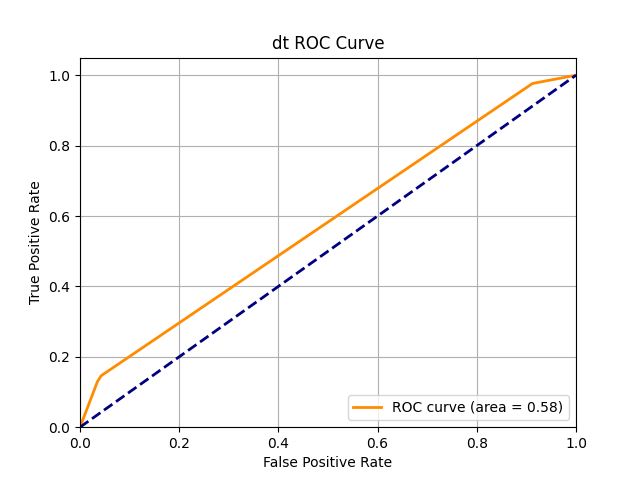 dt ROC Curve
True Positive Rate
1.0
0.8
0.6
0.4
0.2
0.0
0.0 0.2 0.4 0.6 0.8 1.0
False Positive Rate
ROC curve (area = 0.58)